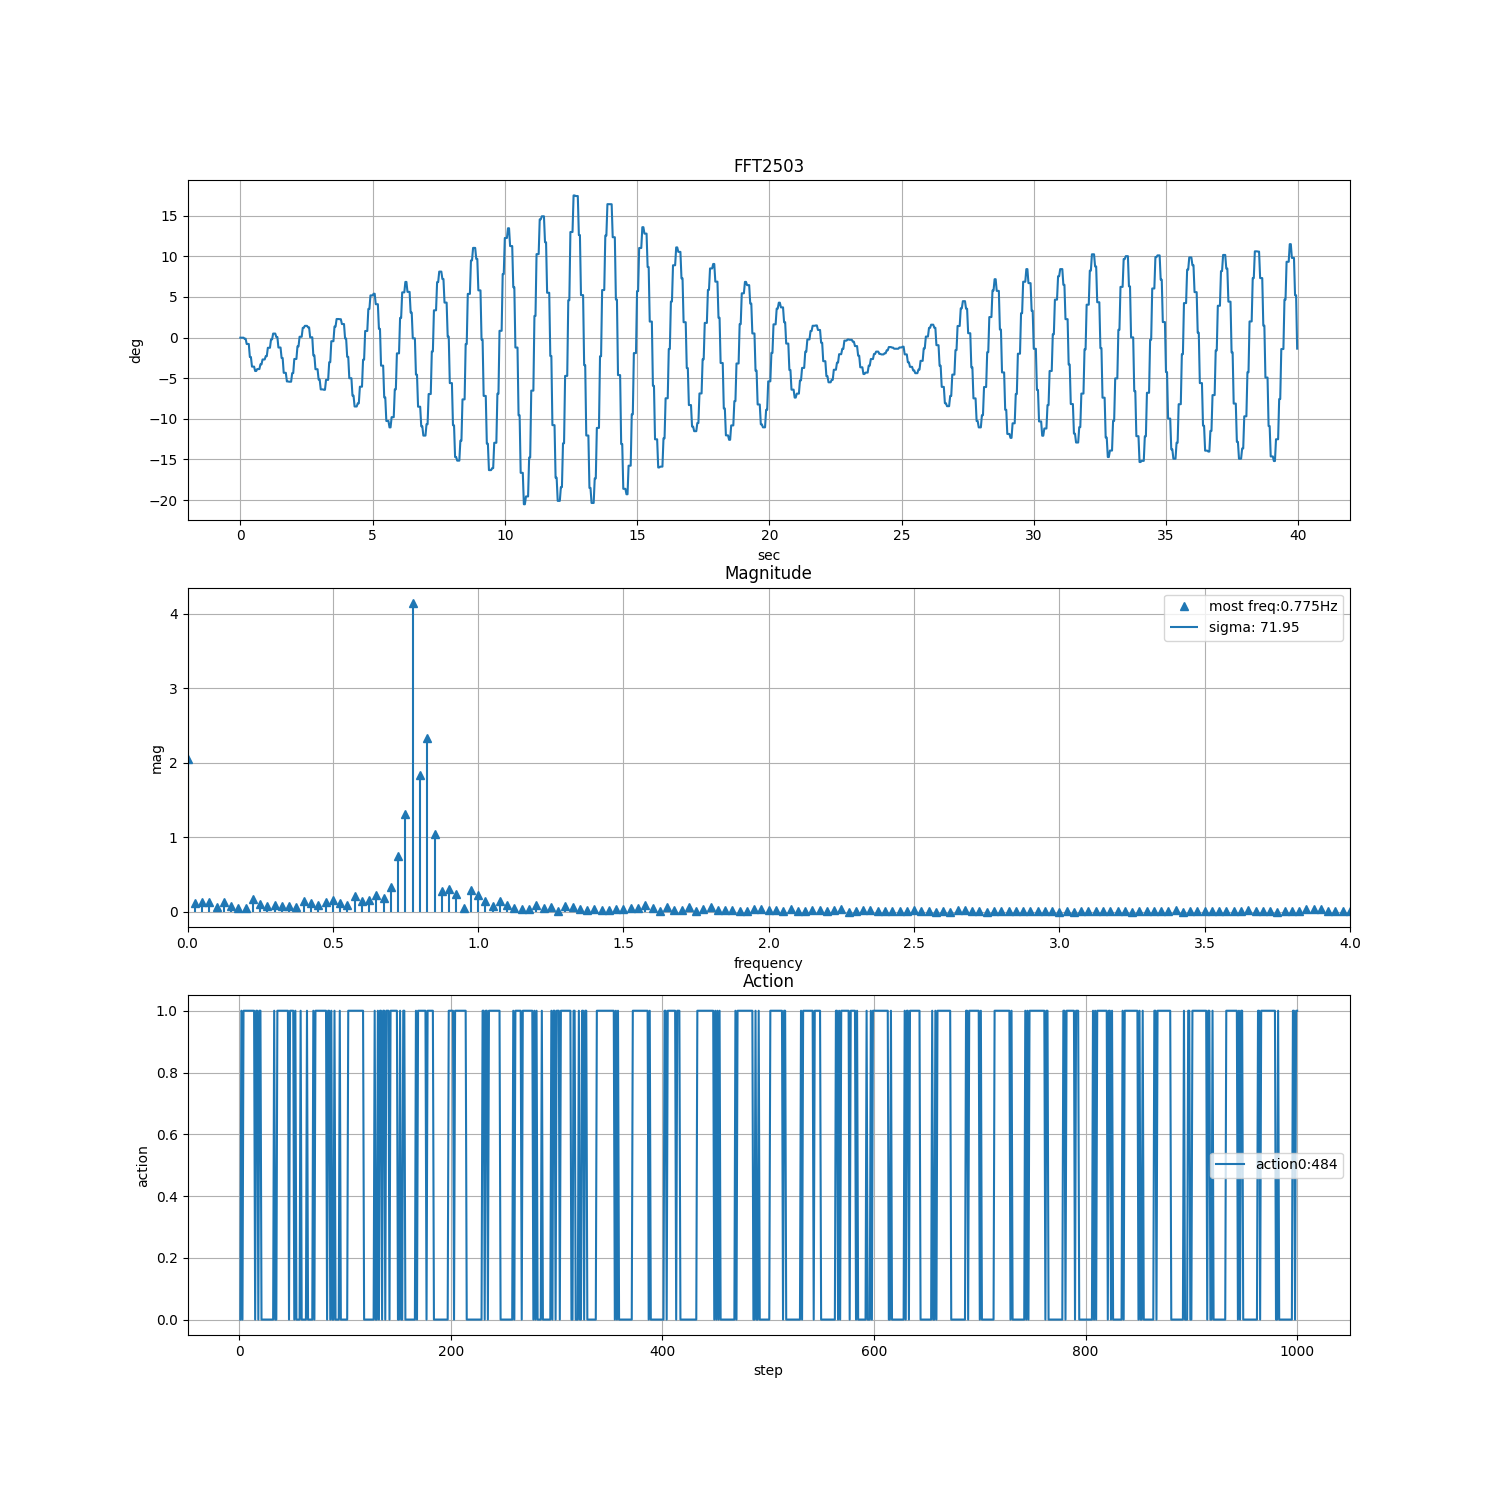 FFT2503
15
10
5
0
−5
−10
−15
−20
deg
0 5 10 15 20 25 30 35 40
sec
Magnitude
most freq:0.775Hz
sigma: 71.95
4
3
2
1
0
mag
0.0 0.5 1.0 1.5 2.0 2.5 3.0 3.5 4.0
frequency
Action
1.0
0.8
0.6
0.4
0.2
0.0
action
action0:484
0 200 400 600 800 1000
step